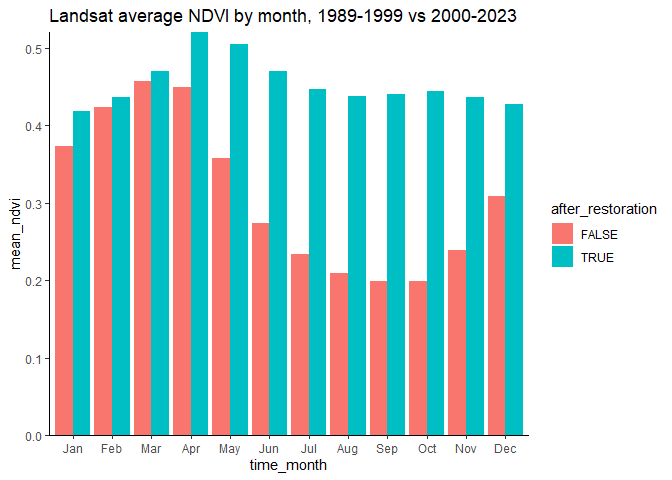 Landsat average NDVI by month, 1989-1999 vs 2000-2023
mean_ndvi
0.5
0.4
0.3
0.2
0.1
0.0
Jan Feb Mar Apr May Jun Jul Aug Sep Oct Nov Dec
time_month
after_restoration
FALSE
TRUE